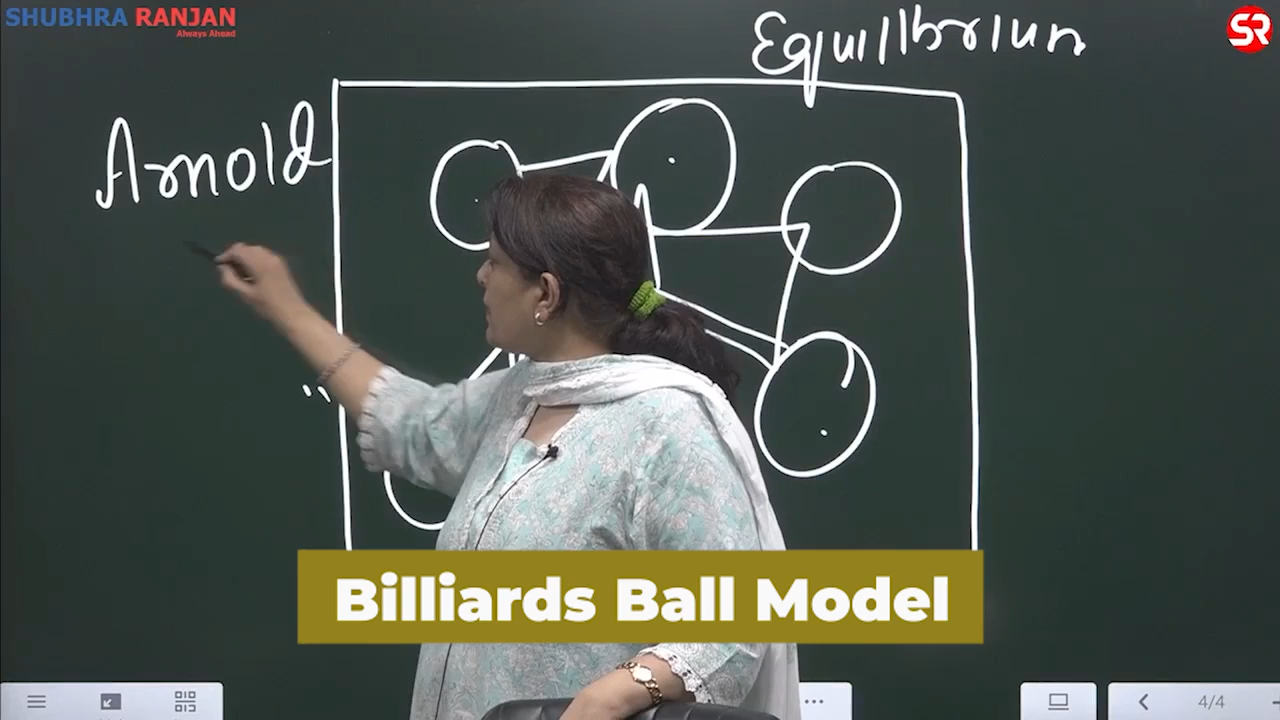 SHUBHRA RANJAN
Always Ahead
SR
Equilibrium
Arnold
"
Billiards Ball Model
4/4